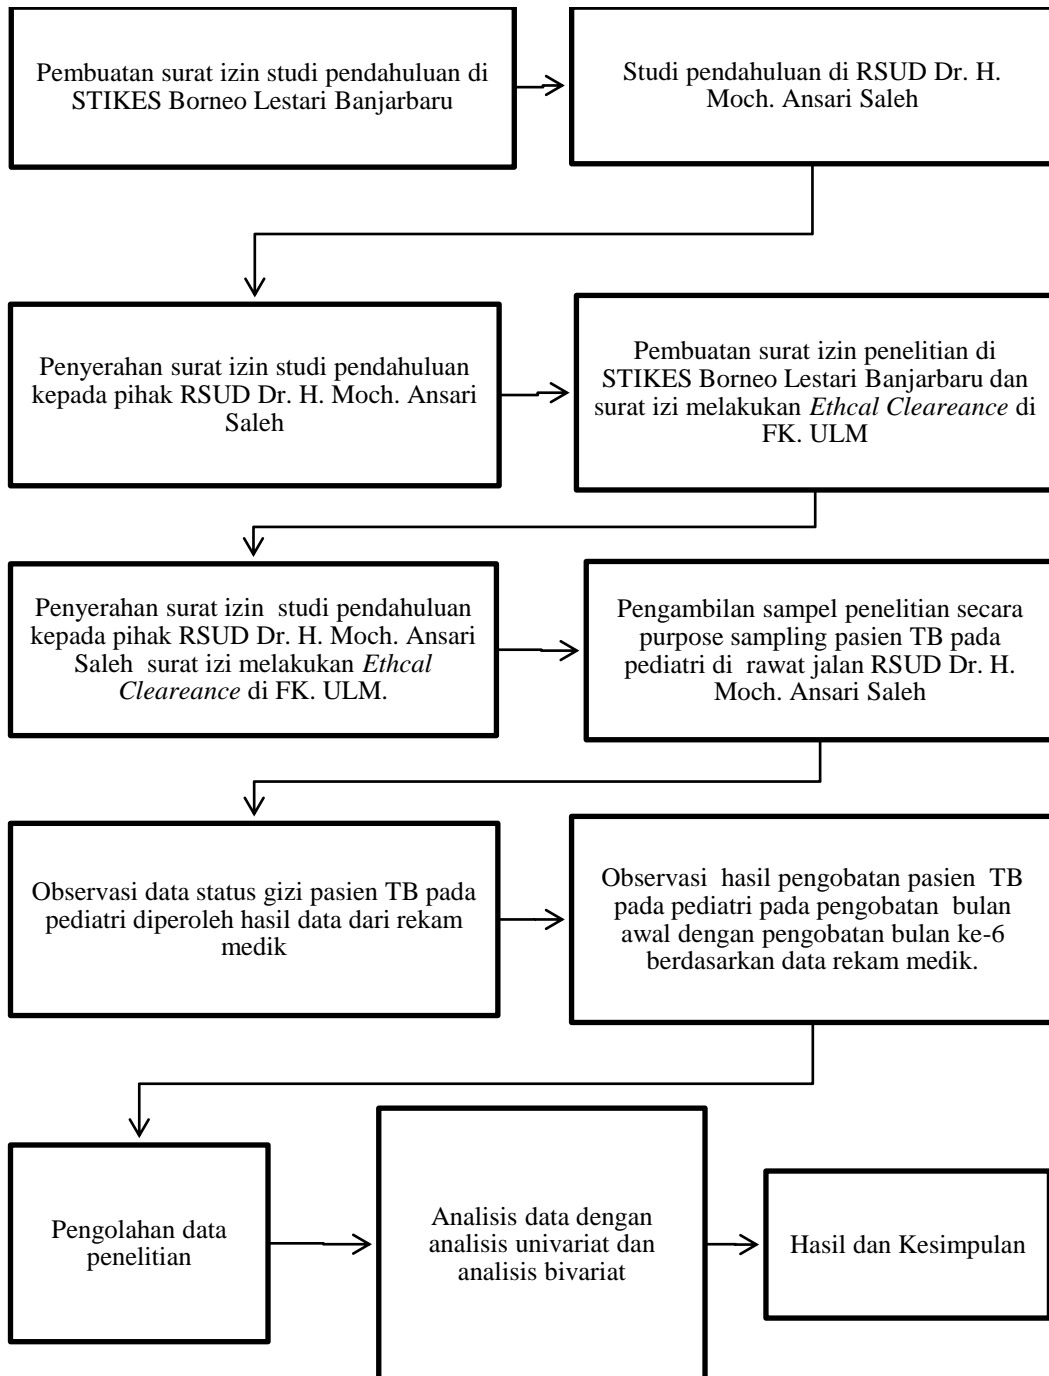 Pembuatan surat izin studi pendahuluan di
STIKES Borneo Lestari Banjarbaru
Studi pendahuluan di RSUD Dr. H.
Moch. Ansari Saleh
Penyerahan surat izin studi pendahuluan
kepada pihak RSUD Dr. H. Moch. Ansari
Saleh
Pembuatan surat izin penelitian di
STIKES Borneo Lestari Banjarbaru dan
surat izi melakukan Ethcal Cleareance di
FK. ULM
Penyerahan surat izin studi pendahuluan
kepada pihak RSUD Dr. H. Moch. Ansari
Saleh surat izi melakukan Ethcal
Cleareance di FK. ULM.
Pengambilan sampel penelitian secara
purpose sampling pasien TB pada
pediatri di rawat jalan RSUD Dr. H.
Moch. Ansari Saleh
Observasi data status gizi pasien TB pada
pediatri diperoleh hasil data dari rekam
medik
Observasi hasil pengobatan pasien TB
pada pediatri pada pengobatan bulan
awal dengan pengobatan bulan ke-6
berdasarkan data rekam medik.
Pengolahan data
penelitian
Analisis data dengan
analisis univariat dan
analisis bivariat
Hasil dan Kesimpulan